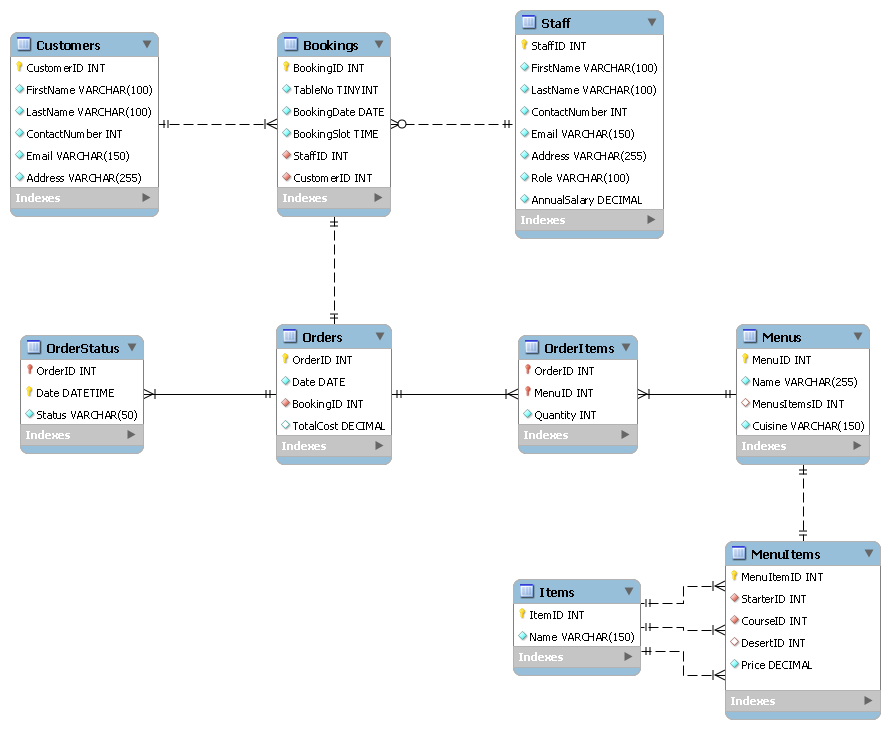 Customers
CustomerID INT
FirstName VARCHAR(100)
LastName VARCHAR(100)
ContactNumber INT
Email VARCHAR(150)
Address VARCHAR(255)
Indexes
Bookings
BookingID INT
TableNo TINYINT
BookingDate DATE
BookingSlot TIME
StaffID INT
CustomerID INT
Indexes
Staff
StaffID INT
FirstName VARCHAR(100)
LastName VARCHAR(100)
ContactNumber INT
Email VARCHAR(150)
Address VARCHAR(255)
Role VARCHAR(100)
AnnualSalary DECIMAL
Indexes
OrderStatus
OrderID INT
Date DATETIME
Status VARCHAR(50)
Indexes
Orders
OrderID INT
Date DATE
BookingID INT
TotalCost DECIMAL
Indexes
OrderItems
OrderID INT
MenuID INT
Quantity INT
Indexes
Menus
MenuID INT
Name VARCHAR(255)
MenusItemsID INT
Cuisine VARCHAR(150)
Indexes
Items
ItemID INT
Name VARCHAR(150)
Indexes
MenuItems
MenuItemID INT
StarterID INT
CourseID INT
DesertID INT
Price DECIMAL
Indexes